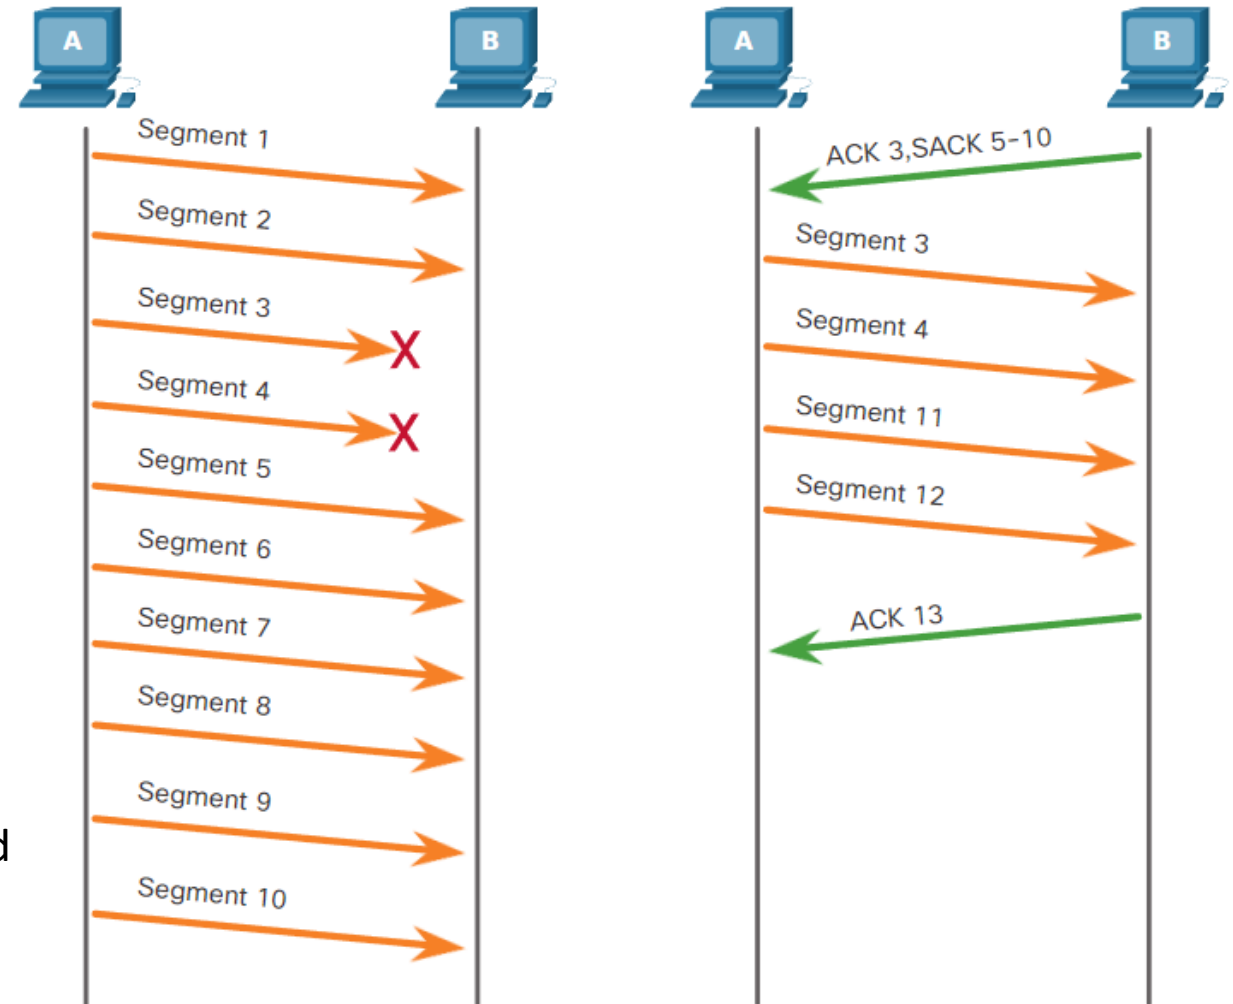 A
B
Segment 1
Segment 2
Segment 3
X
Segment 4
X
Segment 5
Segment 6
Segment 7
Segment 8
Segment 9
Segment 10
d
A
B
ACK 3,SACK 5-10
Segment 3
Segment 4
Segment 11
Segment 12
ACK 13